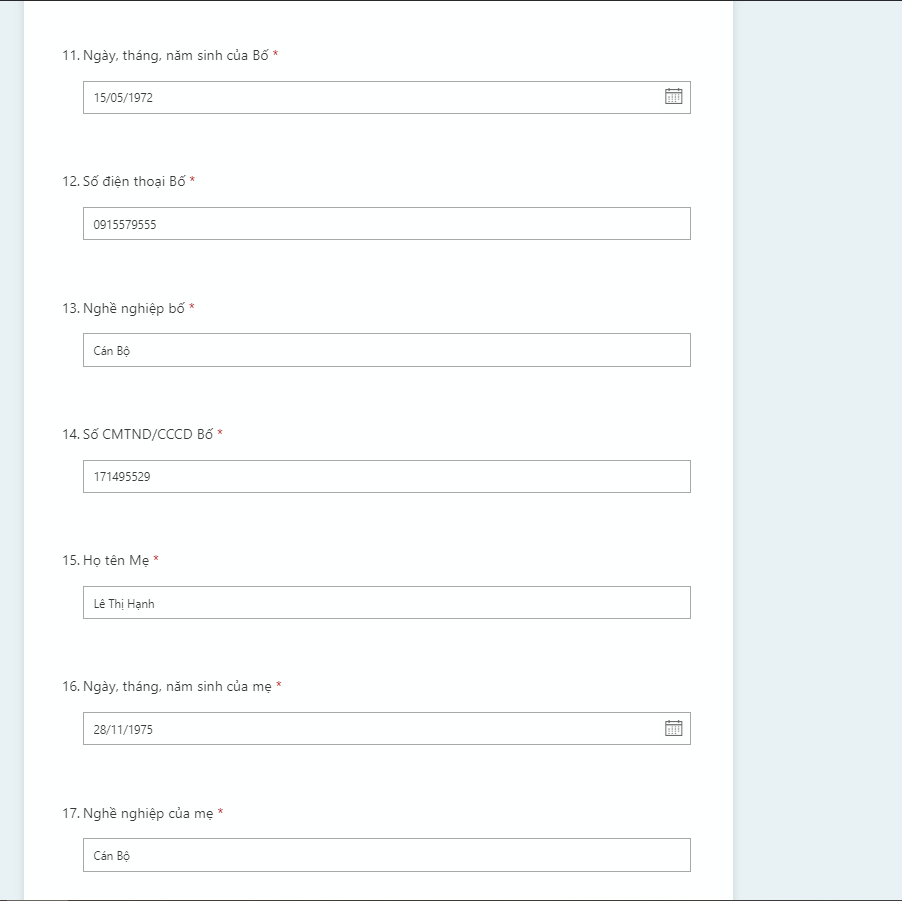 11. Ngày, tháng, năm sinh của Bố *
15/05/1972
12. Số điện thoại Bố *
0915579555
13. Nghề nghiệp bố *
Cán Bộ
14. Số CMTND/CCCD Bố *
171495529
15. Họ tên Mẹ *
Lê Thị Hạnh
16. Ngày, tháng, năm sinh của mẹ *
28/11/1975
17. Nghề nghiệp của mẹ *
Cán Bộ